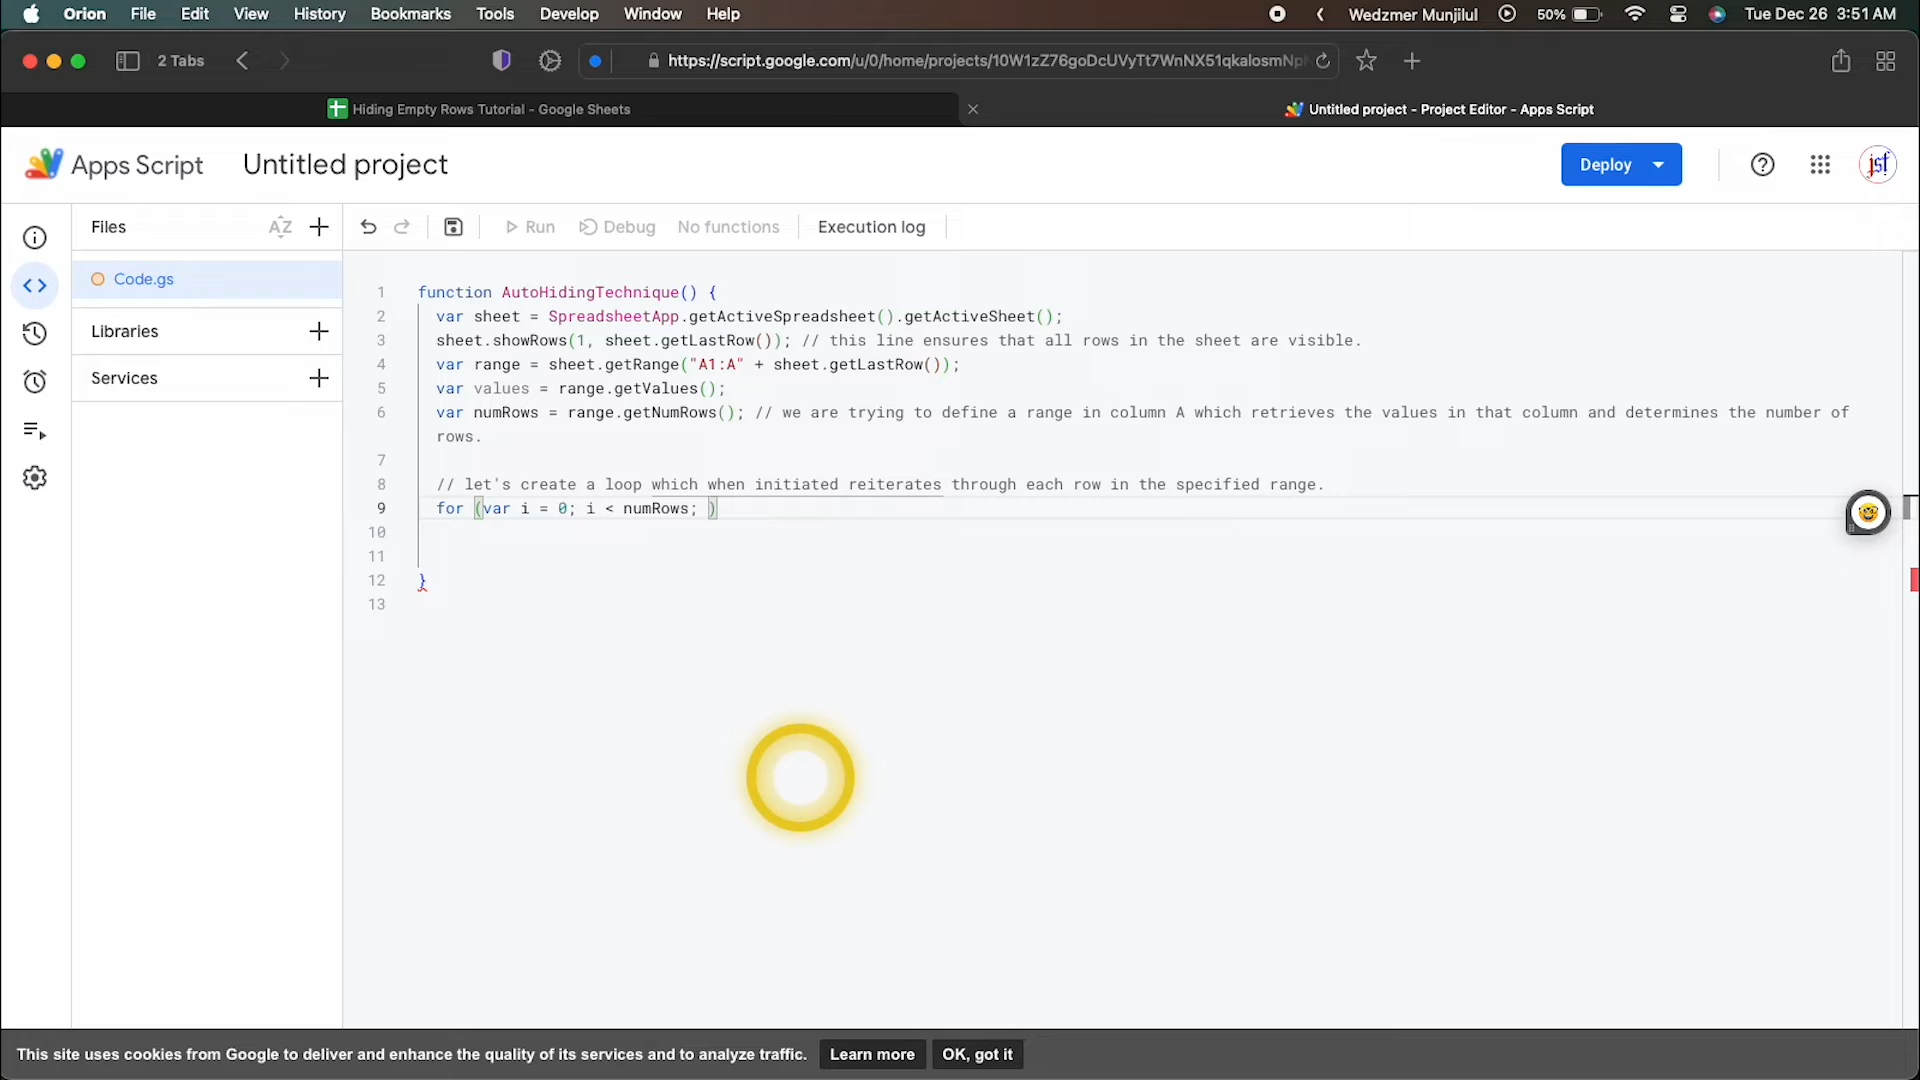 Orion File Edit View History Bookmarks Tools Develop Window Help Wedzmer Munjilul 50% Tue Dec 26 3:51 AM
2 Tabs https://script.google.com/u/0/home/projects/10W1zZ76goDcUVyTt7WnNX51qkalosmNpH
Hiding Empty Rows Tutorial - Google Sheets Untitled project - Project Editor - Apps Script
Apps Script Untitled project Deploy jsf
Files AZ Run Debug No functions Execution log
Code.gs
Libraries
Services
1 function AutoHidingTechnique() {
2 var sheet = SpreadsheetApp.getActiveSpreadsheet().getActiveSheet();
3 sheet.showRows(1, sheet.getLastRow()); // this line ensures that all rows in the sheet are visible.
4 var range = sheet.getRange("A1:A" + sheet.getLastRow());
5 var values = range.getValues();
6 var numRows = range.getNumRows(); // we are trying to define a range in column A which retrieves the values in that column and determines the number of
rows.
7
8 // let's create a loop which when initiated reiterates through each row in the specified range.
9 for (var i = 0; i < numRows; )
10
11
12 }
13
This site uses cookies from Google to deliver and enhance the quality of its services and to analyze traffic. Learn more OK, got it